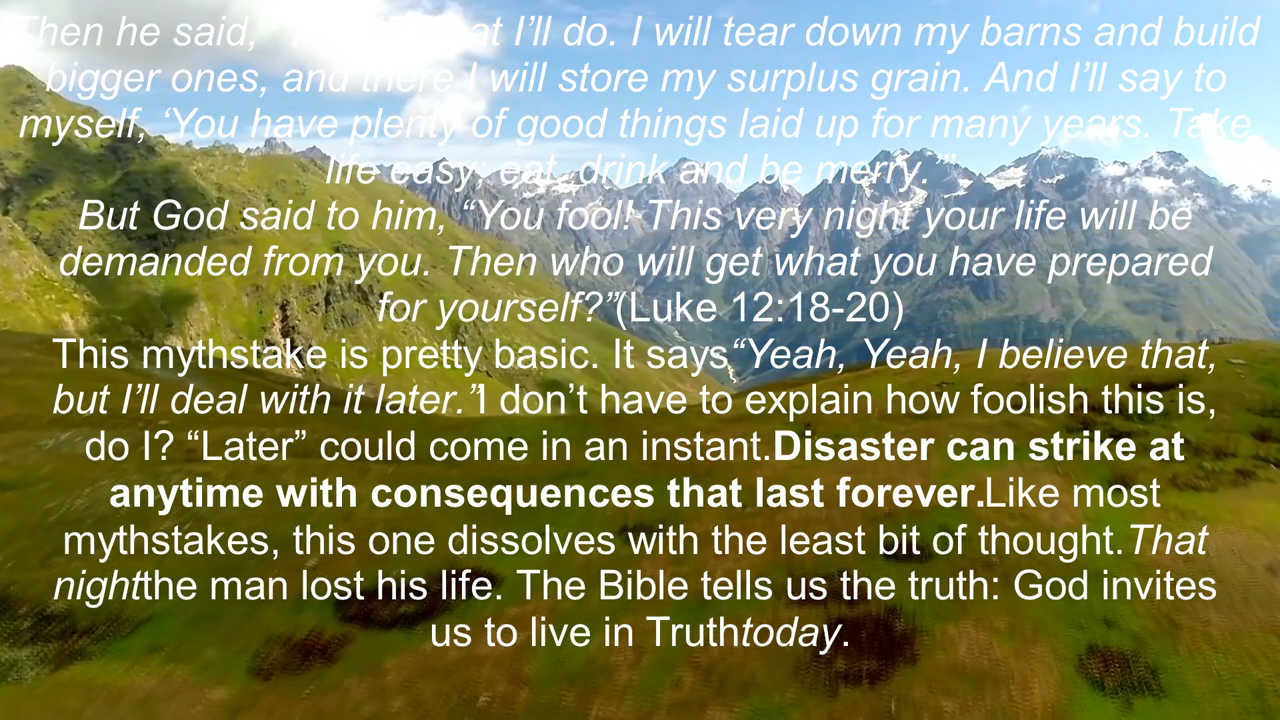 Then he said, I’ll do. I will tear down my barns and build
bigger ones, and there I will store my surplus grain. And I’ll say to
myself, ‘You have plenty of good things laid up for many years. Take
life easy; eat, drink and be merry.’”
But God said to him, “You fool! This very night your life will be
demanded from you. Then who will get what you have prepared
for yourself?”(Luke 12:18-20)
This mythstake is pretty basic. It says“Yeah, Yeah, I believe that,
but I’ll deal with it later.”I don’t have to explain how foolish this is,
do I? “Later” could come in an instant.Disaster can strike at
anytime with consequences that last forever.Like most
mythstakes, this one dissolves with the least bit of thought.That
nightthe man lost his life. The Bible tells us the truth: God invites
us to live in Truthtoday.